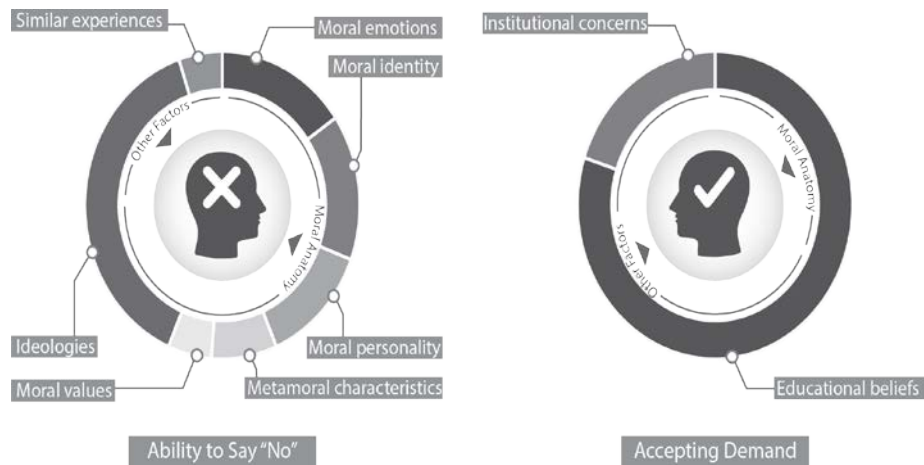 Similar experiences
Moral emotions
Moral identity
Other Factors
Moral Anatomy
Ideologies
Moral personality
Moral values
Metamoral characteristics
Ability to Say "No"
Institutional concerns
Moral Anatomy
Other Factors
Educational beliefs
Accepting Demand